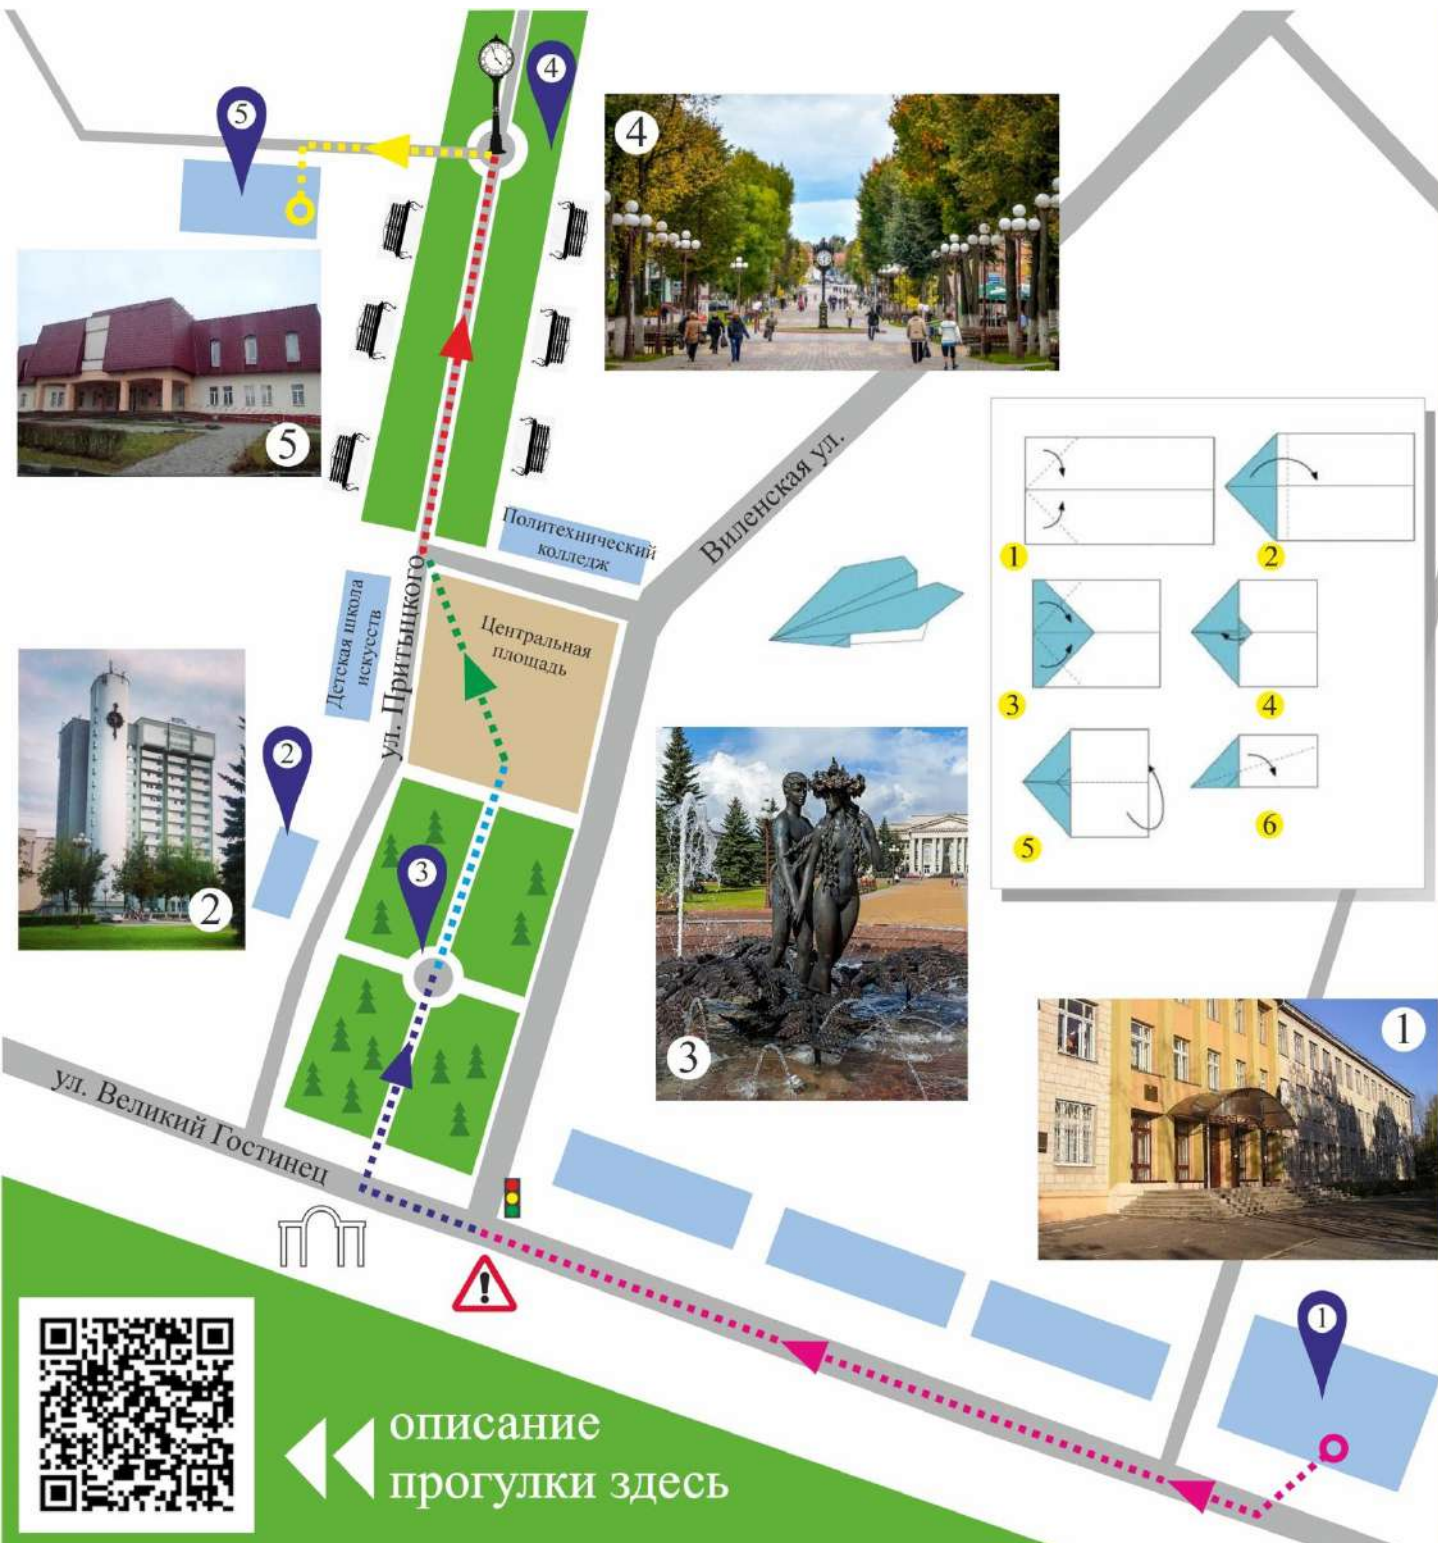 5
4
4
5
Политехнический
колледж
Виленская ул.
1
2
3
4
5
6
Детская школа
искусств
ул. Притыцкого
Центральная
площадь
2
2
3
3
1
ул. Великий Гостинец
1
описание
прогулки здесь